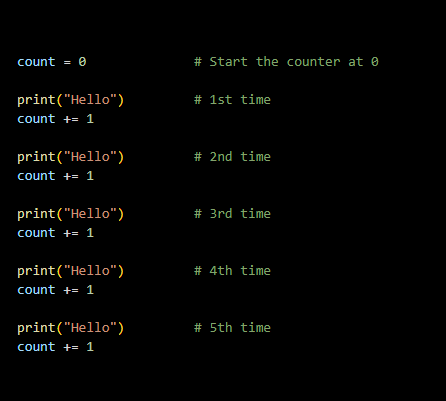 count = 0              # Start the counter at 0
print("Hello")         # 1st time
count += 1
print("Hello")         # 2nd time
count += 1
print("Hello")         # 3rd time
count += 1
print("Hello")         # 4th time
count += 1
print("Hello")         # 5th time
count += 1